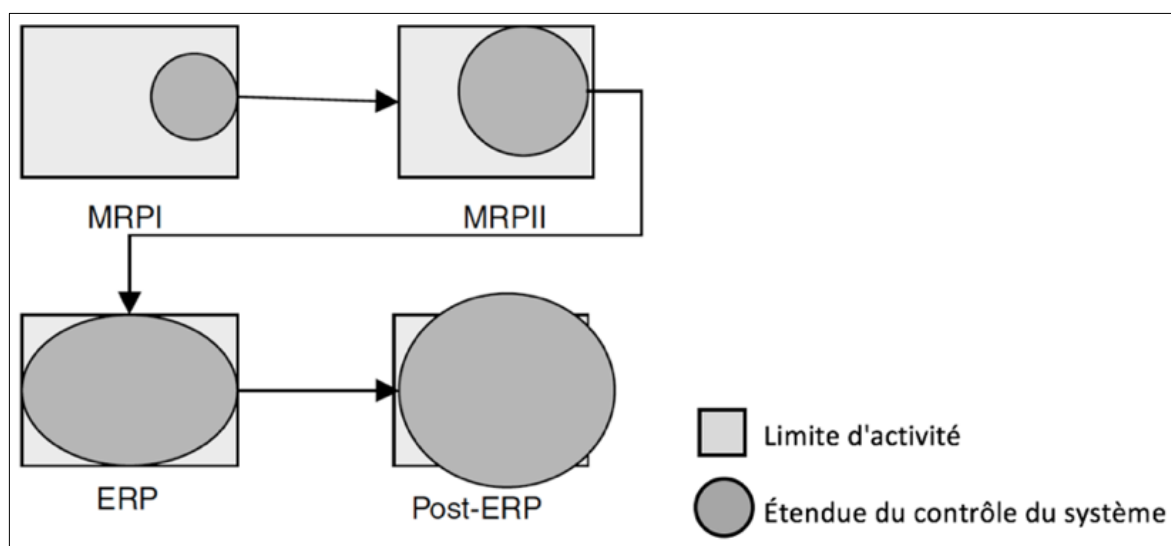 MRPI
MRPII
ERP
Post-ERP
Limite d'activité
Étendue du contrôle du système